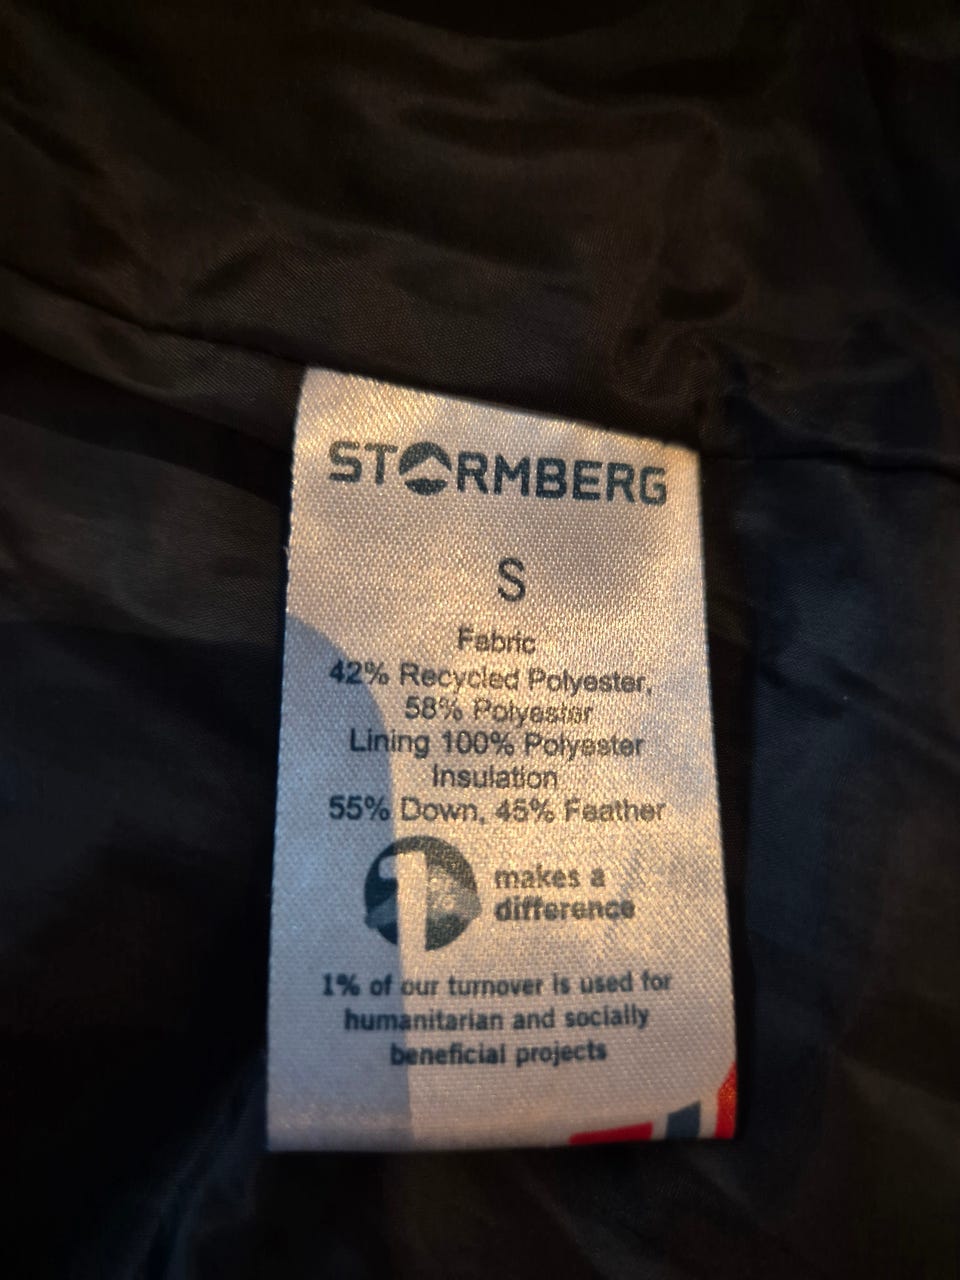 STORMBERG
S
Fabric
42% Recycled Polyester,
58% Polyester
Lining 100% Polyester
Insulation
55% Down, 45% Feather
1
makes a
difference
1% of our turnover is used for
humanitarian and socially
beneficial projects